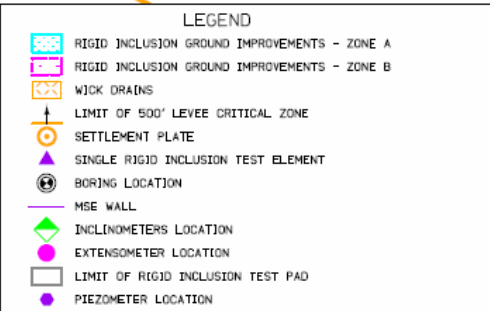 LEGEND
RIGID INCLUSION GROUND IMPROVEMENTS - ZONE A
RIGID INCLUSION GROUND IMPROVEMENTS - ZONE B
WICK DRAINS
LIMIT OF 500' LEVEE CRITICAL ZONE
SETTLEMENT PLATE
SINGLE RIGID INCLUSION TEST ELEMENT
BORING LOCATION
MSE WALL
INCLINOMETERS LOCATION
EXTENSOMETER LOCATION
LIMIT OF RIGID INCLUSION TEST PAD
PIEZOMETER LOCATION